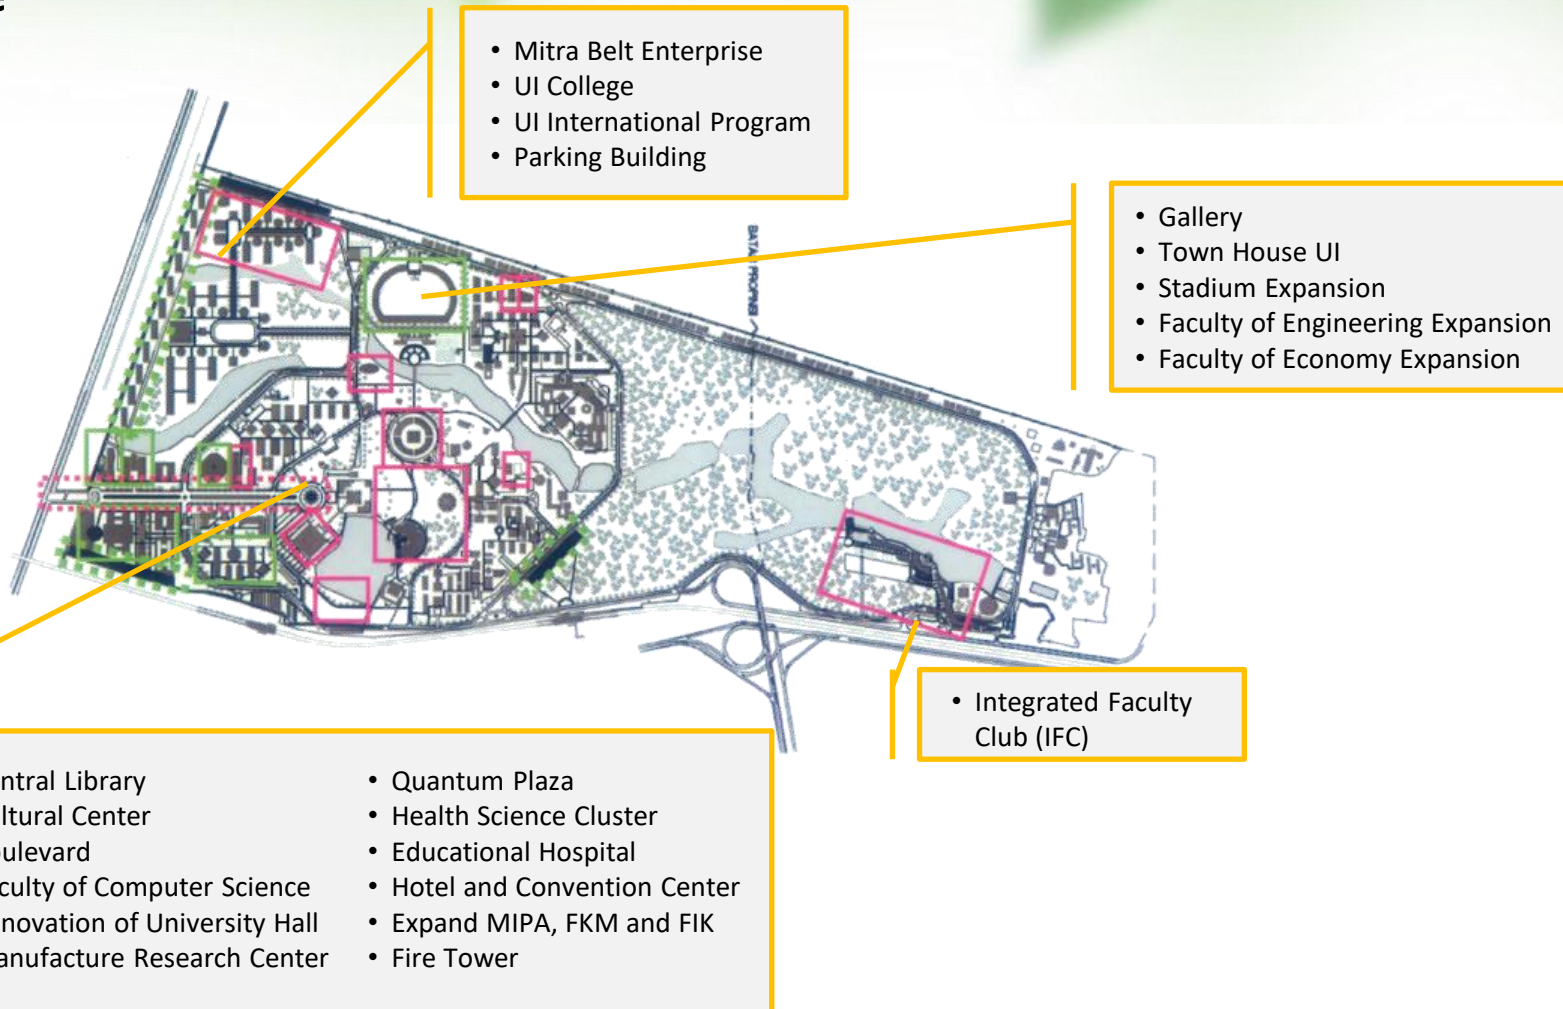 • Mitra Belt Enterprise
• UI College
• UI International Program
• Parking Building
• Gallery
• Town House UI
• Stadium Expansion
• Faculty of Engineering Expansion
• Faculty of Economy Expansion
BATAS PROPINSI
• Integrated Faculty
Club (IFC)
ntral Library
ltural Center
ulevard
culty of Computer Science
novation of University Hall
anufacture Research Center
• Quantum Plaza
• Health Science Cluster
• Educational Hospital
• Hotel and Convention Center
• Expand MIPA, FKM and FIK
• Fire Tower